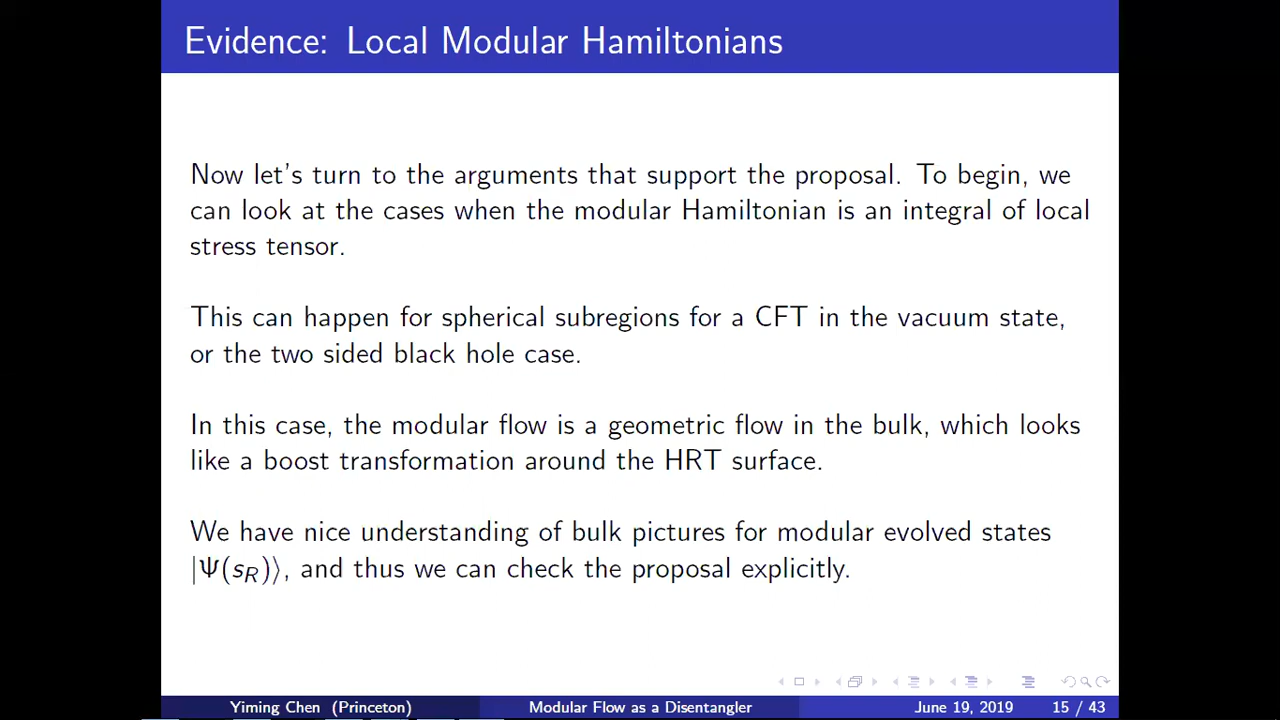 Evidence: Local Modular Hamiltonians
Now let's turn to the arguments that support the proposal. To begin, we
can look at the cases when the modular Hamiltonian is an integral of local
stress tensor.
This can happen for spherical subregions for a CFT in the vacuum state,
or the two sided black hole case.
In this case, the modular flow is a geometric flow in the bulk, which looks
like a boost transformation around the HRT surface.
We have nice understanding of bulk pictures for modular evolved states
|Ψ(s_R)⟩, and thus we can check the proposal explicitly.
Yiming Chen (Princeton) Modular Flow as a Disentangler June 19, 2019 15 / 43